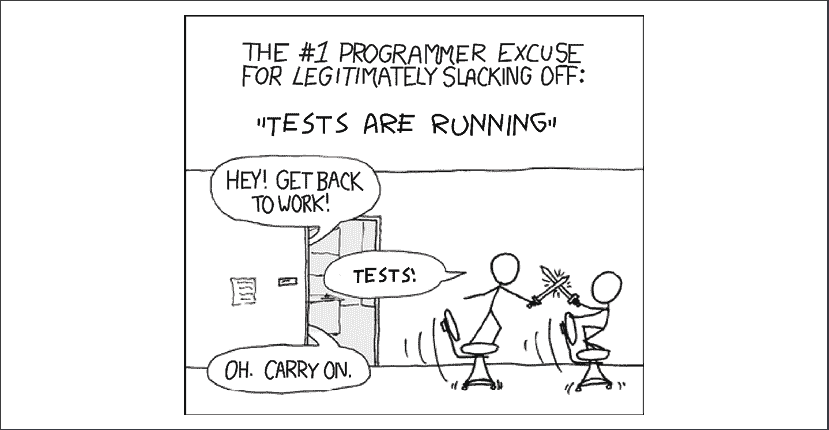 THE #1 PROGRAMMER EXCUSE
FOR LEGITIMATELY SLACKING OFF:
"TESTS ARE RUNNING"
HEY! GET BACK
TO WORK!
TESTS!
OH. CARRY ON.